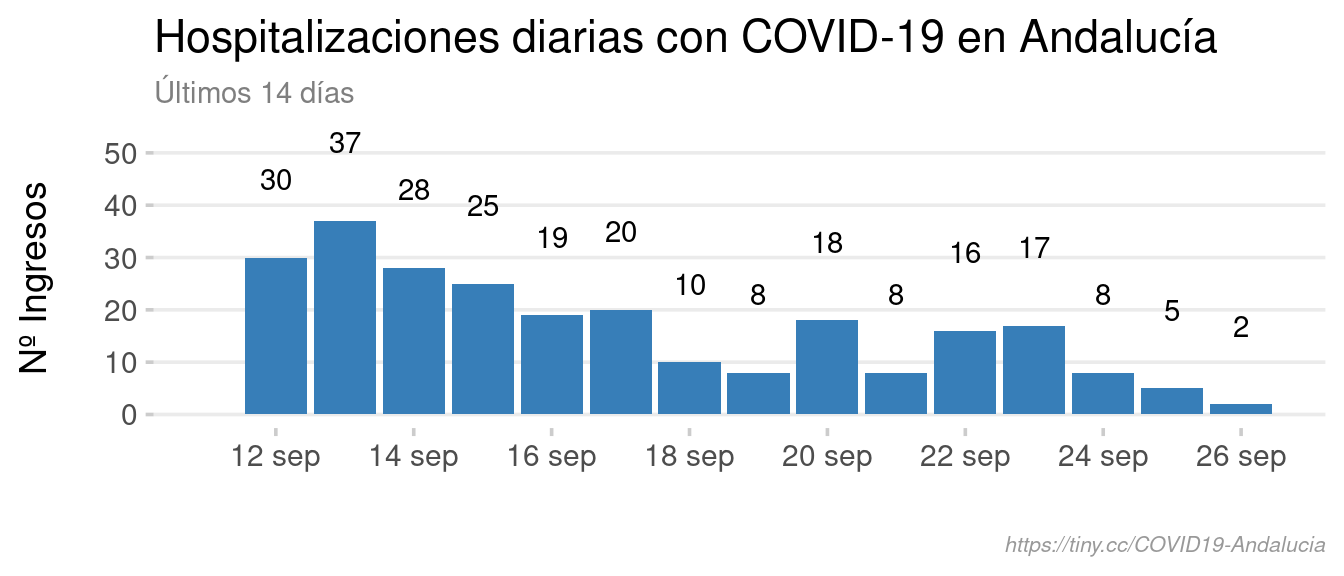 Hospitalizaciones diarias con COVID-19 en Andalucía
Últimos 14 días
Nº Ingresos
50
40
30
20
10
0
30
37
28
25
19
20
10
8
18
8
16
17
8
5
2
12 sep
14 sep
16 sep
18 sep
20 sep
22 sep
24 sep
26 sep
https://tiny.cc/COVID19-Andalucia